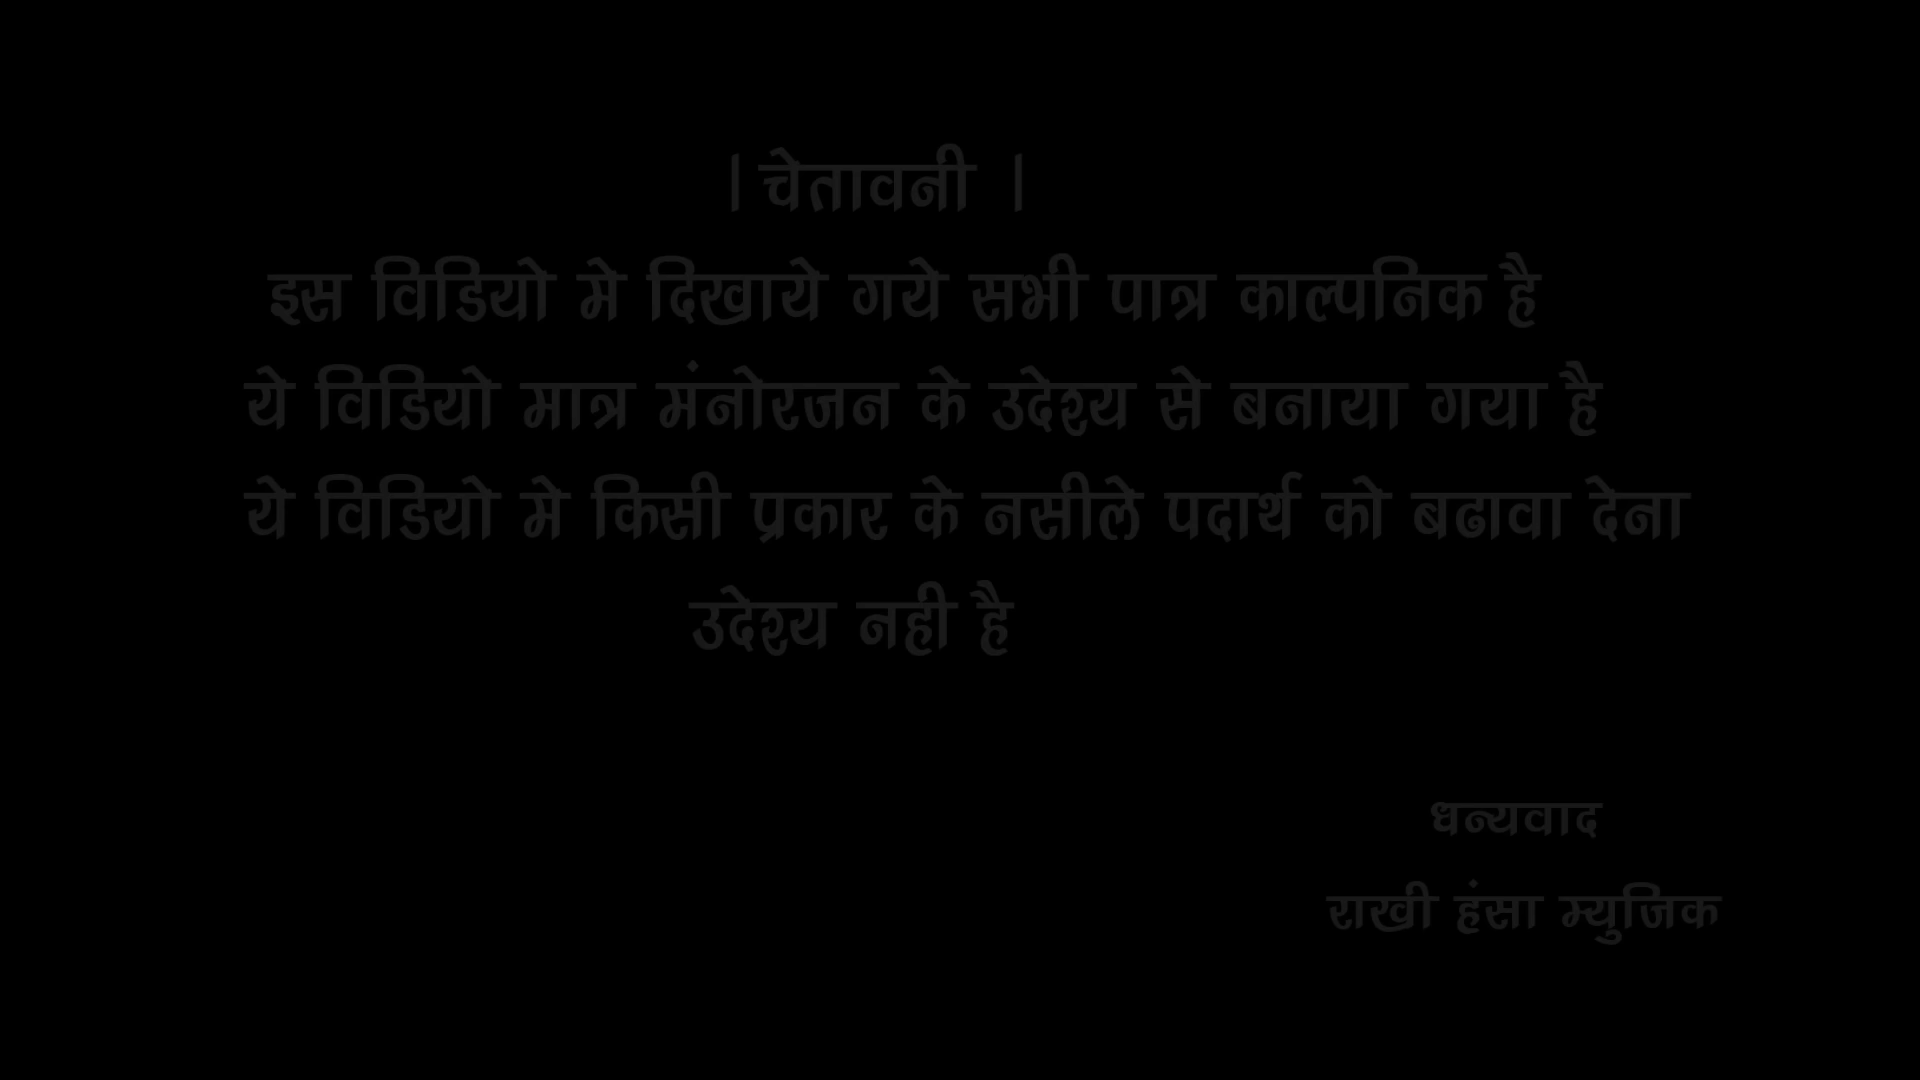 | चेतावनी |
इस विडियो मे दिखाये गये सभी पात्र काल्पनिक है
ये विडियो मात्र मंनोरजन के उदेश्य से बनाया गया है
ये विडियो मे किसी प्रकार के नसीले पदार्थ को बढावा देना
उदेश्य नही है
धन्यवाद
राखी हंसा म्युजिक